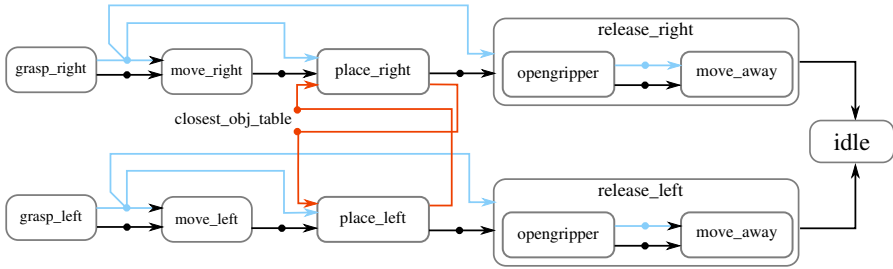 release_right
grasp_right
move_right
place_right
opengripper
move_away
closest_obj_table
idle
release_left
grasp_left
move_left
place_left
opengripper
move_away